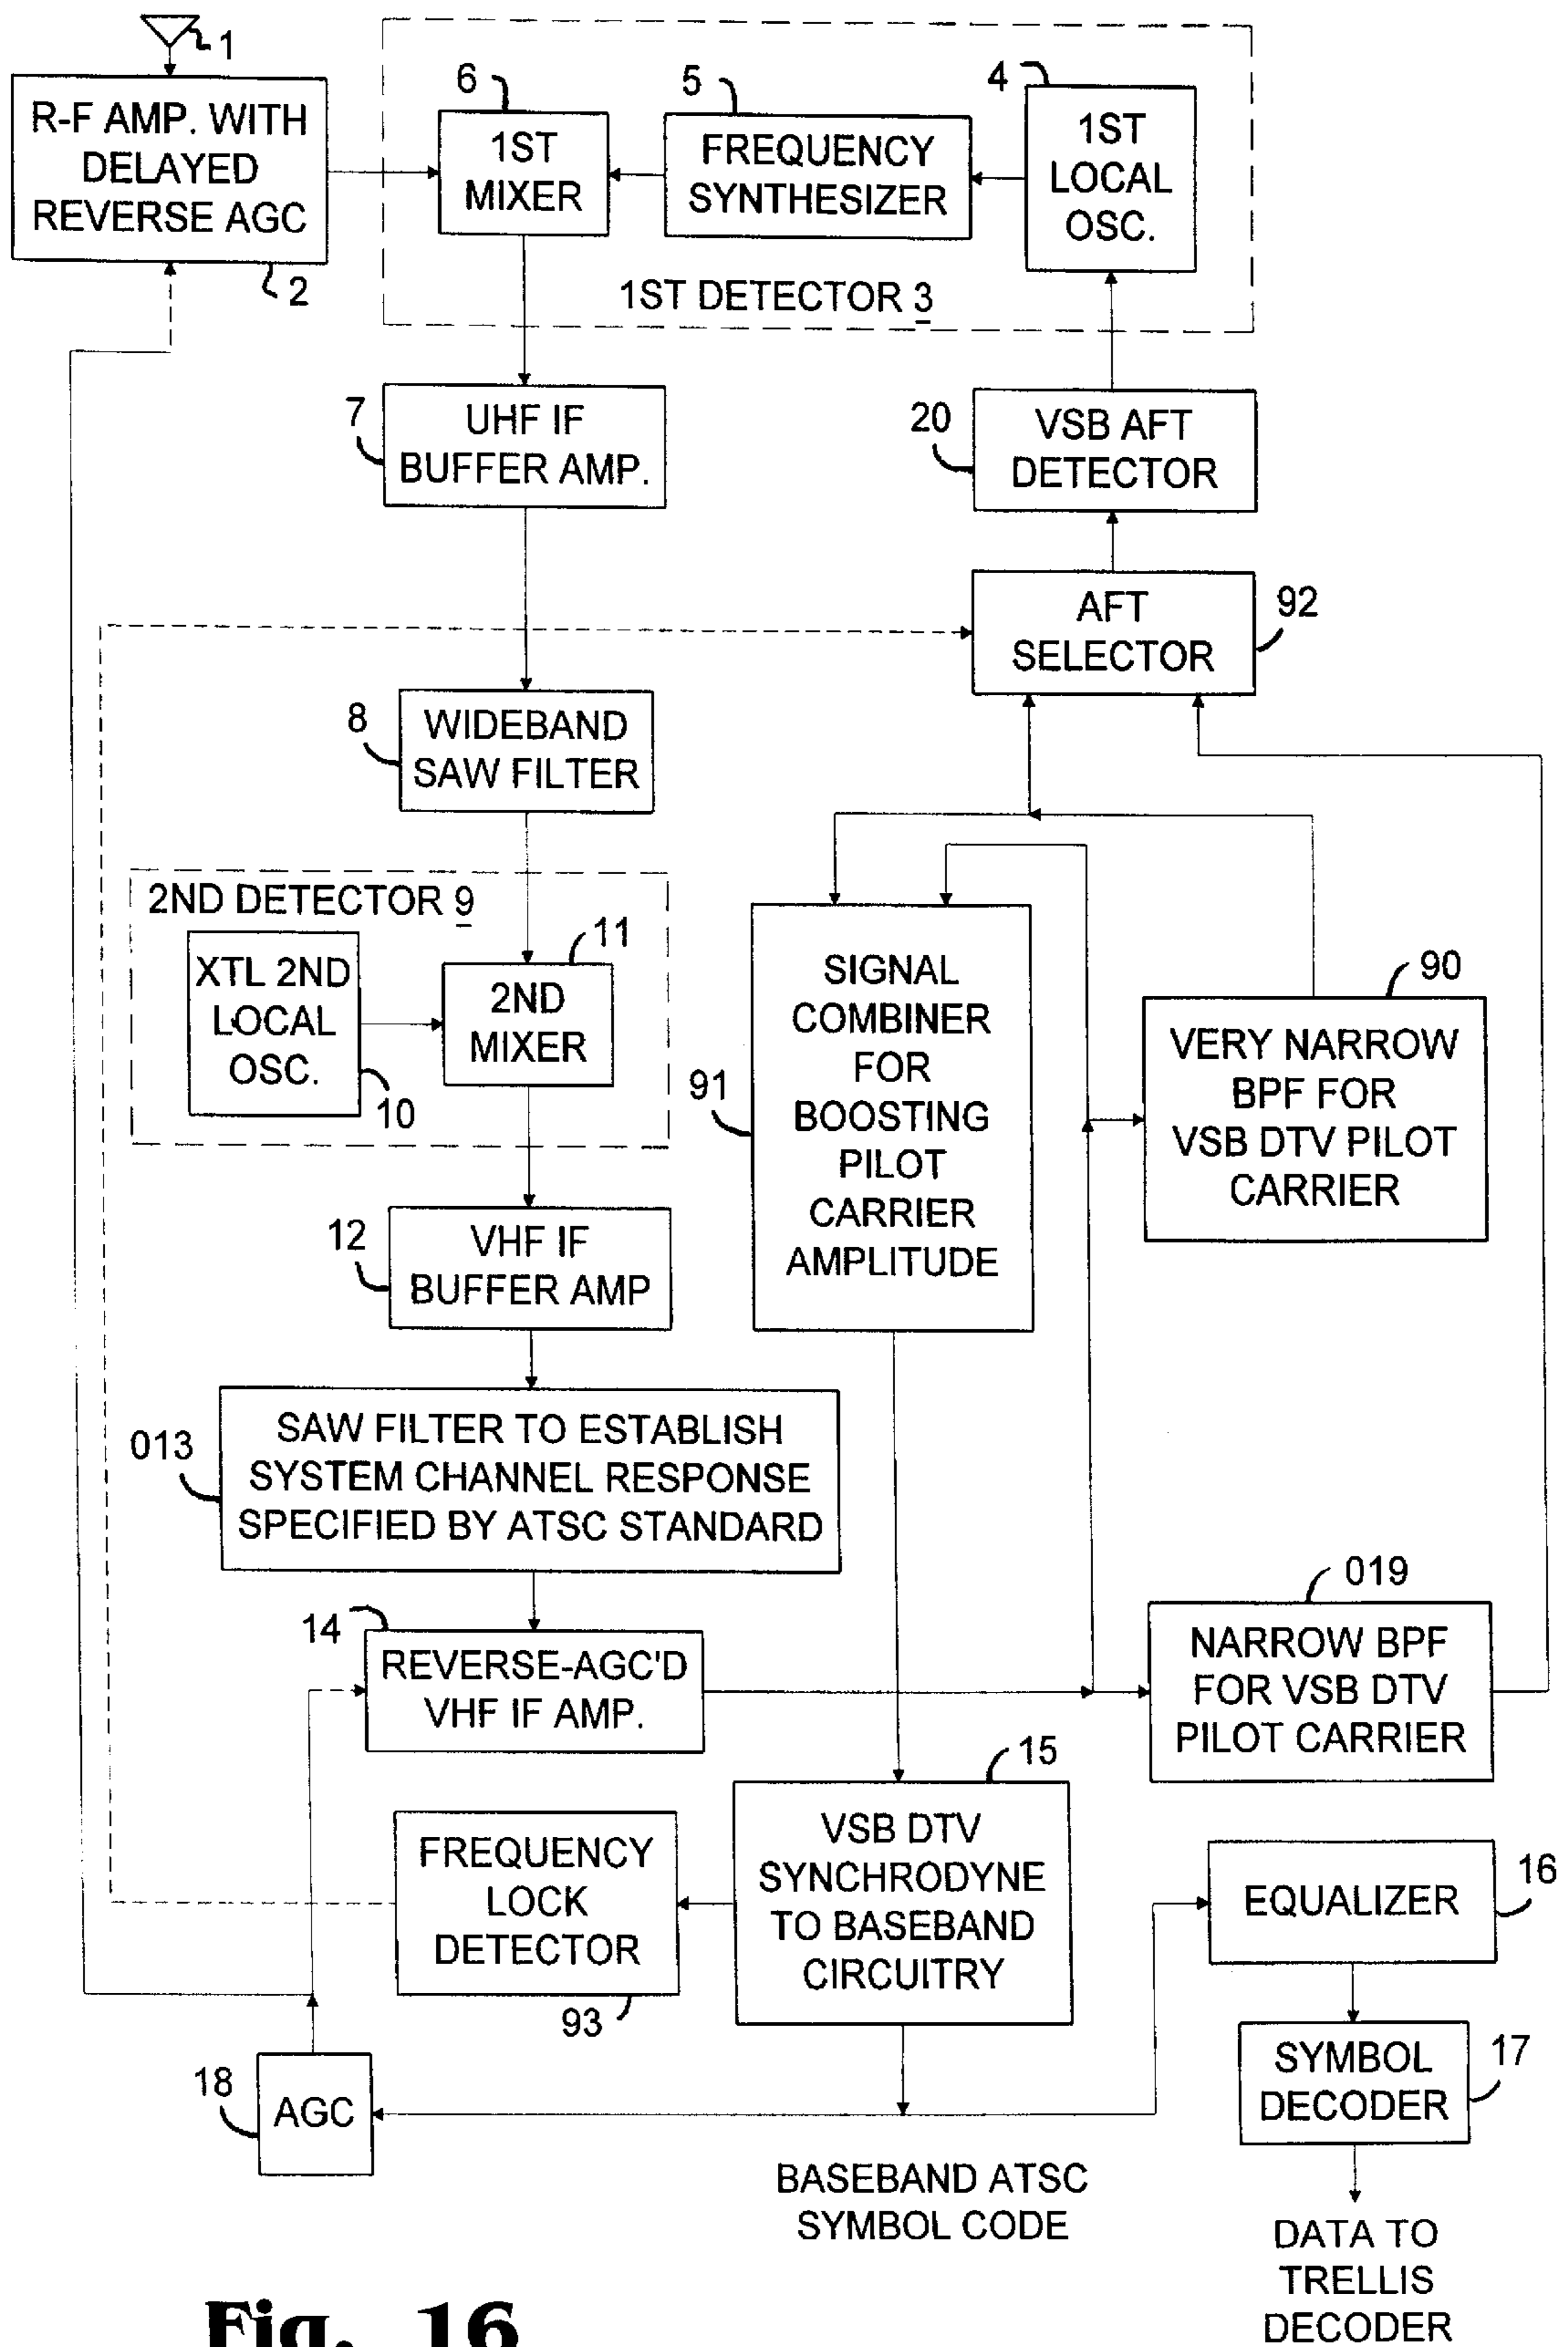 1
R-F AMP. WITH
DELAYED
REVERSE AGC
2
6
1ST
MIXER
5
FREQUENCY
SYNTHESIZER
4
1ST
LOCAL
OSC.
1ST DETECTOR 3
7
UHF IF
BUFFER AMP.
20
VSB AFT
DETECTOR
AFT
SELECTOR
92
8
WIDEBAND
SAW FILTER
2ND DETECTOR 9
XTL 2ND
LOCAL
OSC.
10
11
2ND
MIXER
91
SIGNAL
COMBINER
FOR
BOOSTING
PILOT
CARRIER
AMPLITUDE
90
VERY NARROW
BPF FOR
VSB DTV PILOT
CARRIER
12
VHF IF
BUFFER AMP
013
SAW FILTER TO ESTABLISH
SYSTEM CHANNEL RESPONSE
SPECIFIED BY ATSC STANDARD
14
REVERSE-AGC'D
VHF IF AMP.
019
NARROW BPF
FOR VSB DTV
PILOT CARRIER
15
VSB DTV
SYNCHRODYNE
TO BASEBAND
CIRCUITRY
FREQUENCY
LOCK
DETECTOR
93
EQUALIZER
16
18
AGC
SYMBOL
DECODER
17
BASEBAND ATSC
SYMBOL CODE
DATA TO
TRELLIS
DECODER
Fig. 16